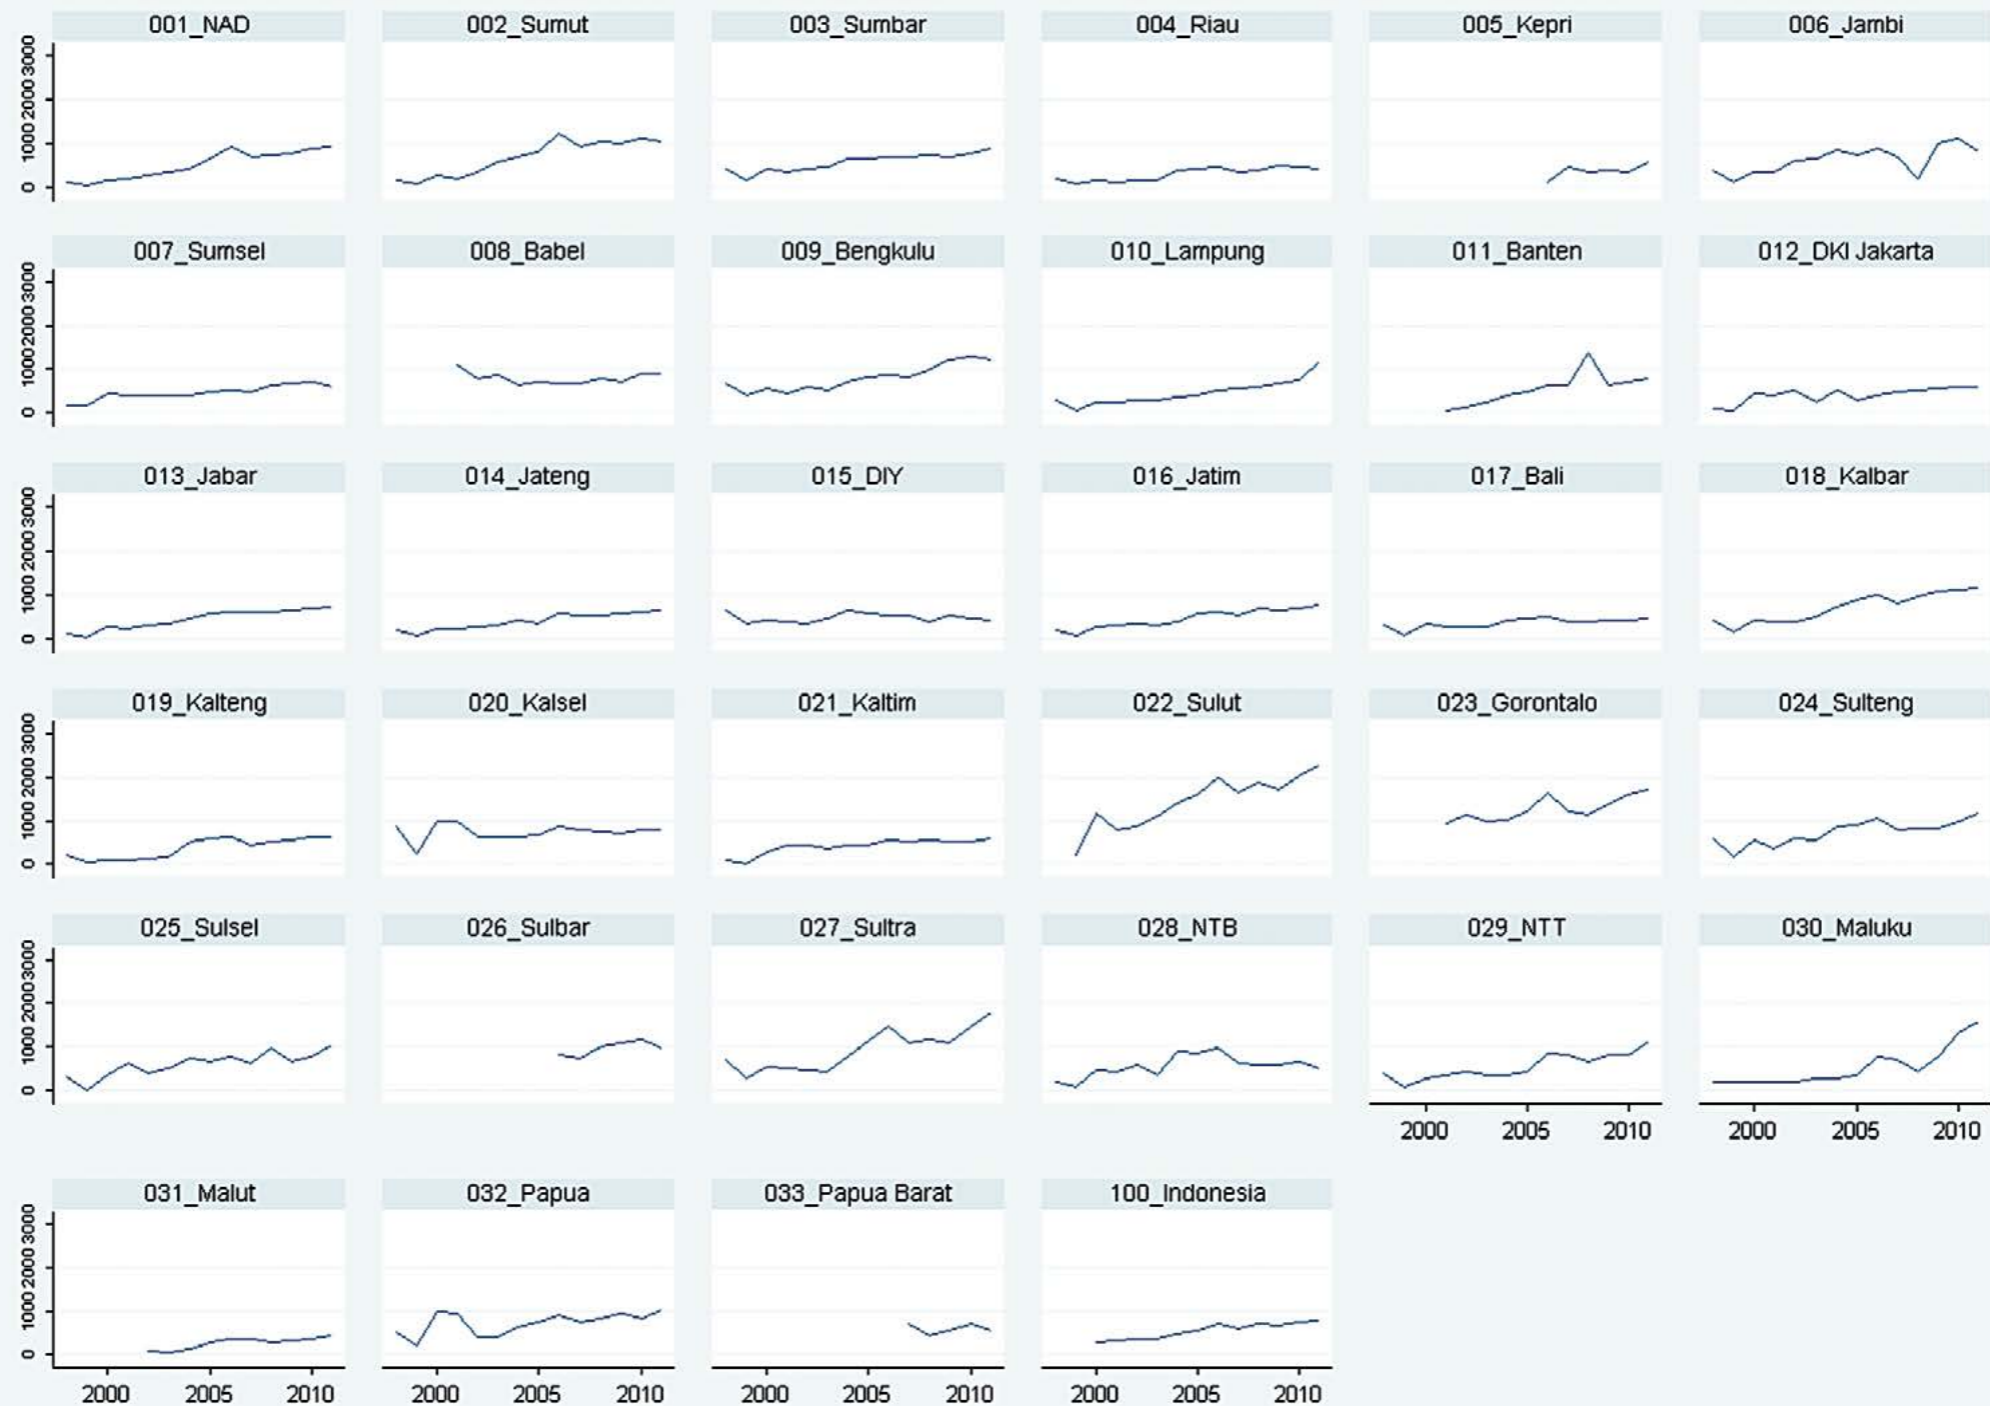 001_NAD 002_Sumut 003_Sumbar 004_Riau 005_Kepri 006_Jambi
0 1000 2000 3000
007_Sumsel 008_Babel 009_Bengkulu 010_Lampung 011_Banten 012_DKI Jakarta
0 1000 2000 3000
013_Jabar 014_Jateng 015_DIY 016_Jatim 017_Bali 018_Kalbar
0 1000 2000 3000
019_Kalteng 020_Kalsel 021_Kaltim 022_Sulut 023_Gorontalo 024_Sulteng
0 1000 2000 3000
025_Sulsel 026_Sulbar 027_Sultra 028_NTB 029_NTT 030_Maluku
0 1000 2000 3000
2000 2005 2010 2000 2005 2010
031_Malut 032_Papua 033_Papua Barat 100_Indonesia
0 1000 2000 3000
2000 2005 2010 2000 2005 2010 2000 2005 2010 2000 2005 2010